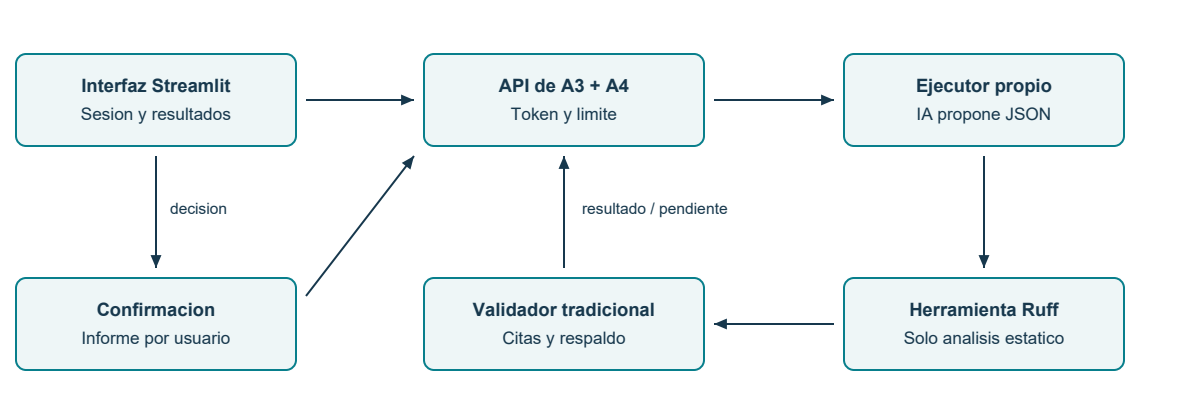 Interfaz Streamlit
Sesion y resultados
API de A3 + A4
Token y limite
Ejecutor propio
IA propone JSON
decision
resultado / pendiente
Confirmacion
Informe por usuario
Validador tradicional
Citas y respaldo
Herramienta Ruff
Solo analisis estatico